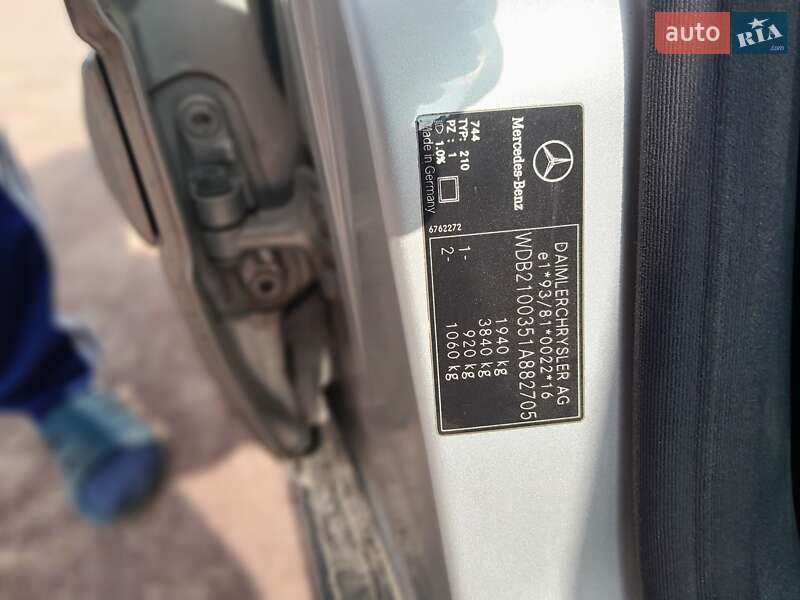 auto RIA.com
Mercedes-Benz
744
TYP: 210
PZ : 1
1.0%
Made in Germany
6762272
DAIMLERCHRYSLER AG
e1*93/81*0022*16
WDB2100351A882705
1940 kg
3840 kg
1- 920 kg
2- 1060 kg